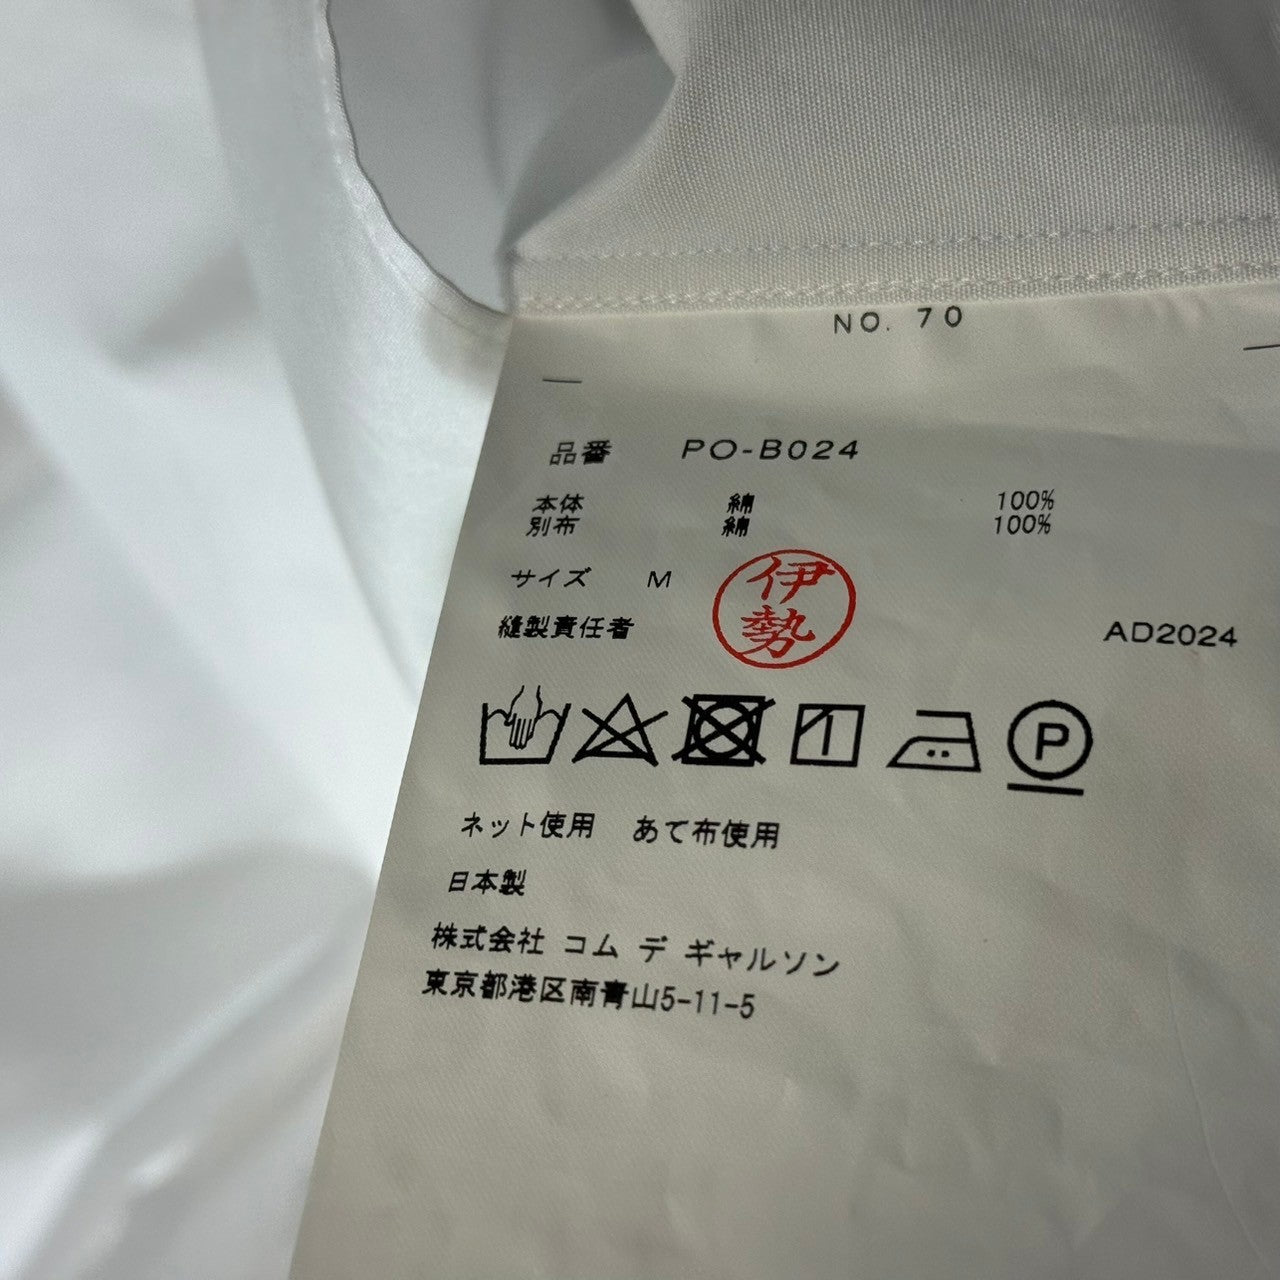 NO. 70
品番 PO-B024
本体 綿 100%
別布 綿 100%
サイズ M
伊勢
縫製責任者 AD2024
P
ネット使用 あて布使用
日本製
株式会社 コム デ ギャルソン
東京都港区南青山5-11-5